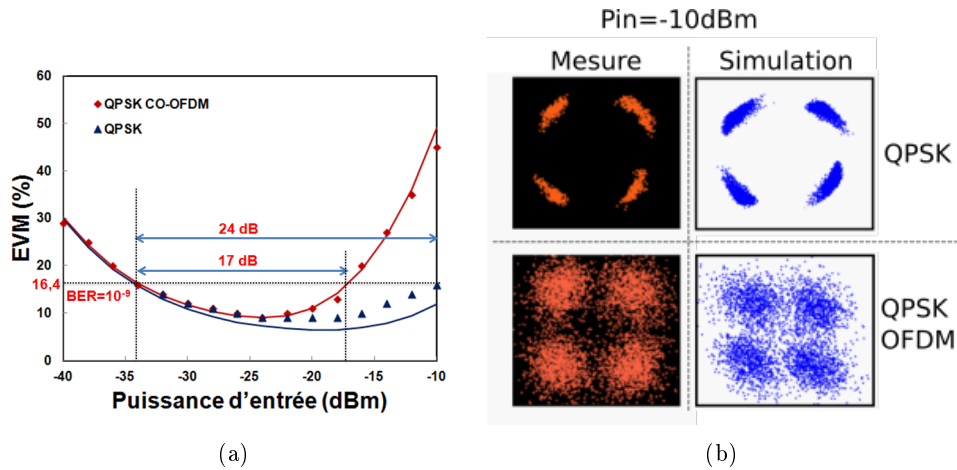 Pin=-10dBm
Mesure
Simulation
QPSK
QPSK
OFDM
60
50
40
30
20
10
0
16,4
EVM (%)
QPSK CO-OFDM
QPSK
24 dB
17 dB
BER=10⁻⁹
-40
-35
-30
-25
-20
-15
-10
Puissance d'entrée (dBm)
(a)
(b)